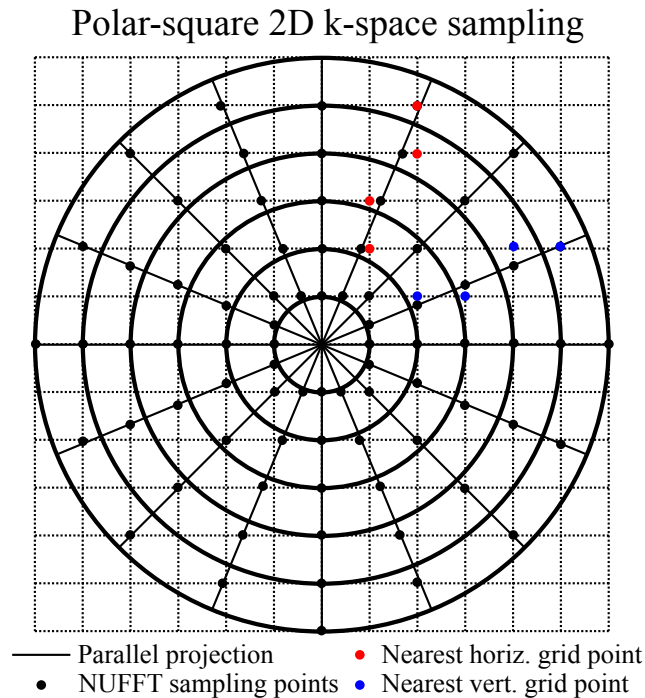 Polar-square 2D k-space sampling
Parallel projection
Nearest horiz. grid point
NUFFT sampling points
Nearest vert. grid point